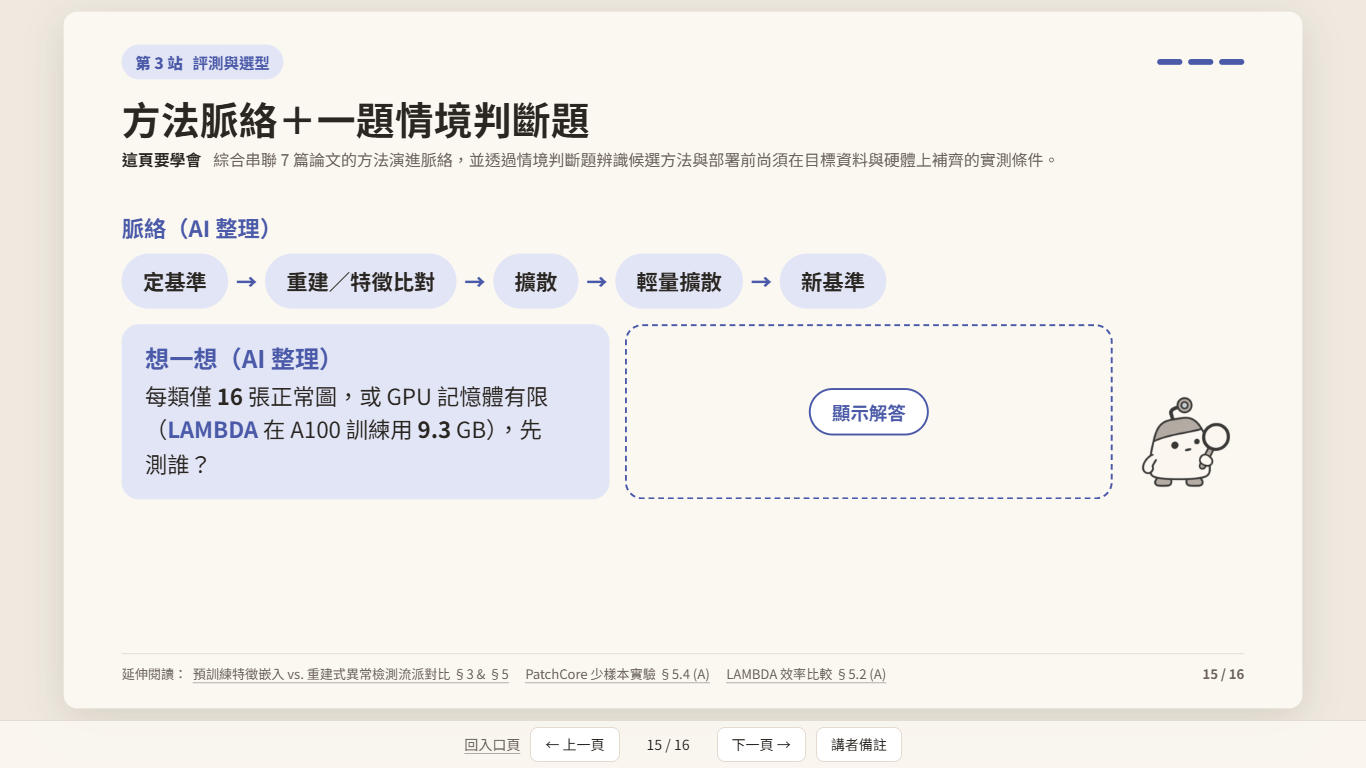 第 3 站 評測與選型
方法脈絡＋一題情境判斷題
這頁要學會 綜合串聯 7 篇論文的方法演進脈絡，並透過情境判斷題辨識候選方法與部署前尚須在目標資料與硬體上補齊的實測條件。
脈絡（AI 整理）
定基準 → 重建／特徵比對 → 擴散 → 輕量擴散 → 新基準
想一想（AI 整理）
每類僅 16 張正常圖，或 GPU 記憶體有限
（LAMBDA 在 A100 訓練用 9.3 GB），先
測誰？
顯示解答
延伸閱讀： 預訓練特徵嵌入 vs. 重建式異常檢測流派對比 §3 & §5 PatchCore 少樣本實驗 §5.4 (A) LAMBDA 效率比較 §5.2 (A) 15 / 16
回入口頁 ← 上一頁 15 / 16 下一頁 → 講者備註